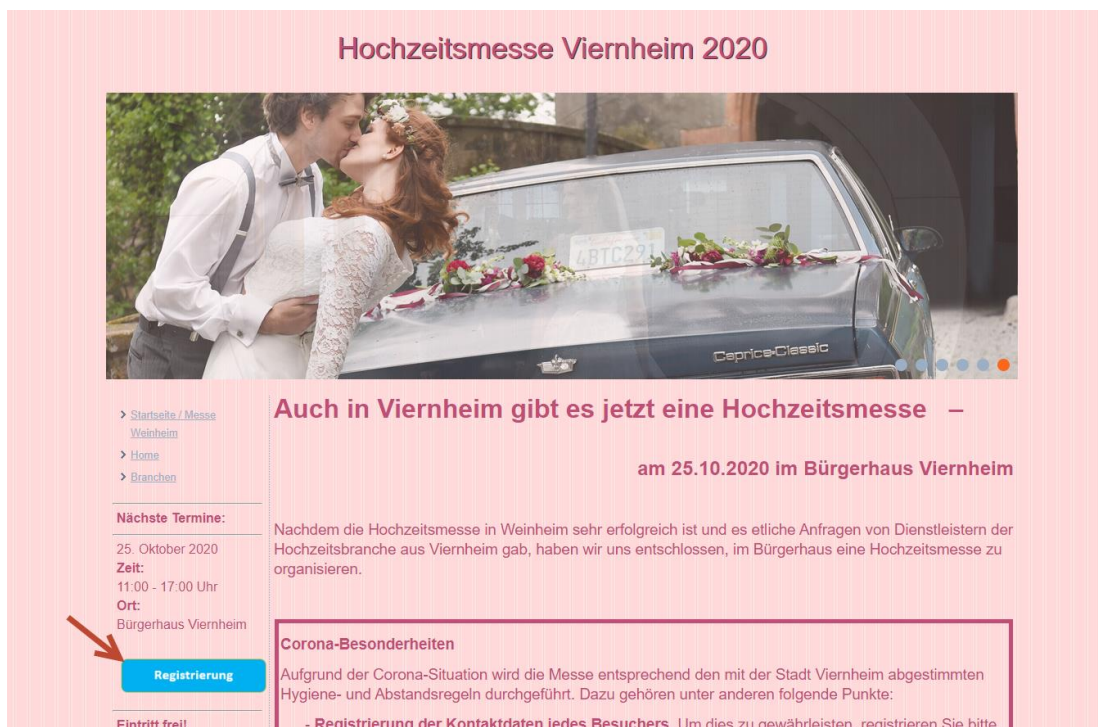 Hochzeitsmesse Viernheim 2020
4BTC291
Caprice Classic
Startseite / Messe
Weinheim
Home
Branchen
Nächste Termine:
25. Oktober 2020
Zeit:
11:00 - 17:00 Uhr
Ort:
Bürgerhaus Viernheim
Registrierung
Eintritt frei!
Auch in Viernheim gibt es jetzt eine Hochzeitsmesse –
am 25.10.2020 im Bürgerhaus Viernheim
Nachdem die Hochzeitsmesse in Weinheim sehr erfolgreich ist und es etliche Anfragen von Dienstleistern der
Hochzeitsbranche aus Viernheim gab, haben wir uns entschlossen, im Bürgerhaus eine Hochzeitsmesse zu
organisieren.
Corona-Besonderheiten
Aufgrund der Corona-Situation wird die Messe entsprechend den mit der Stadt Viernheim abgestimmten
Hygiene- und Abstandsregeln durchgeführt. Dazu gehören unter anderen folgende Punkte:
- Registrierung der Kontaktdaten jedes Besuchers. Um dies zu gewährleisten, registrieren Sie bitte